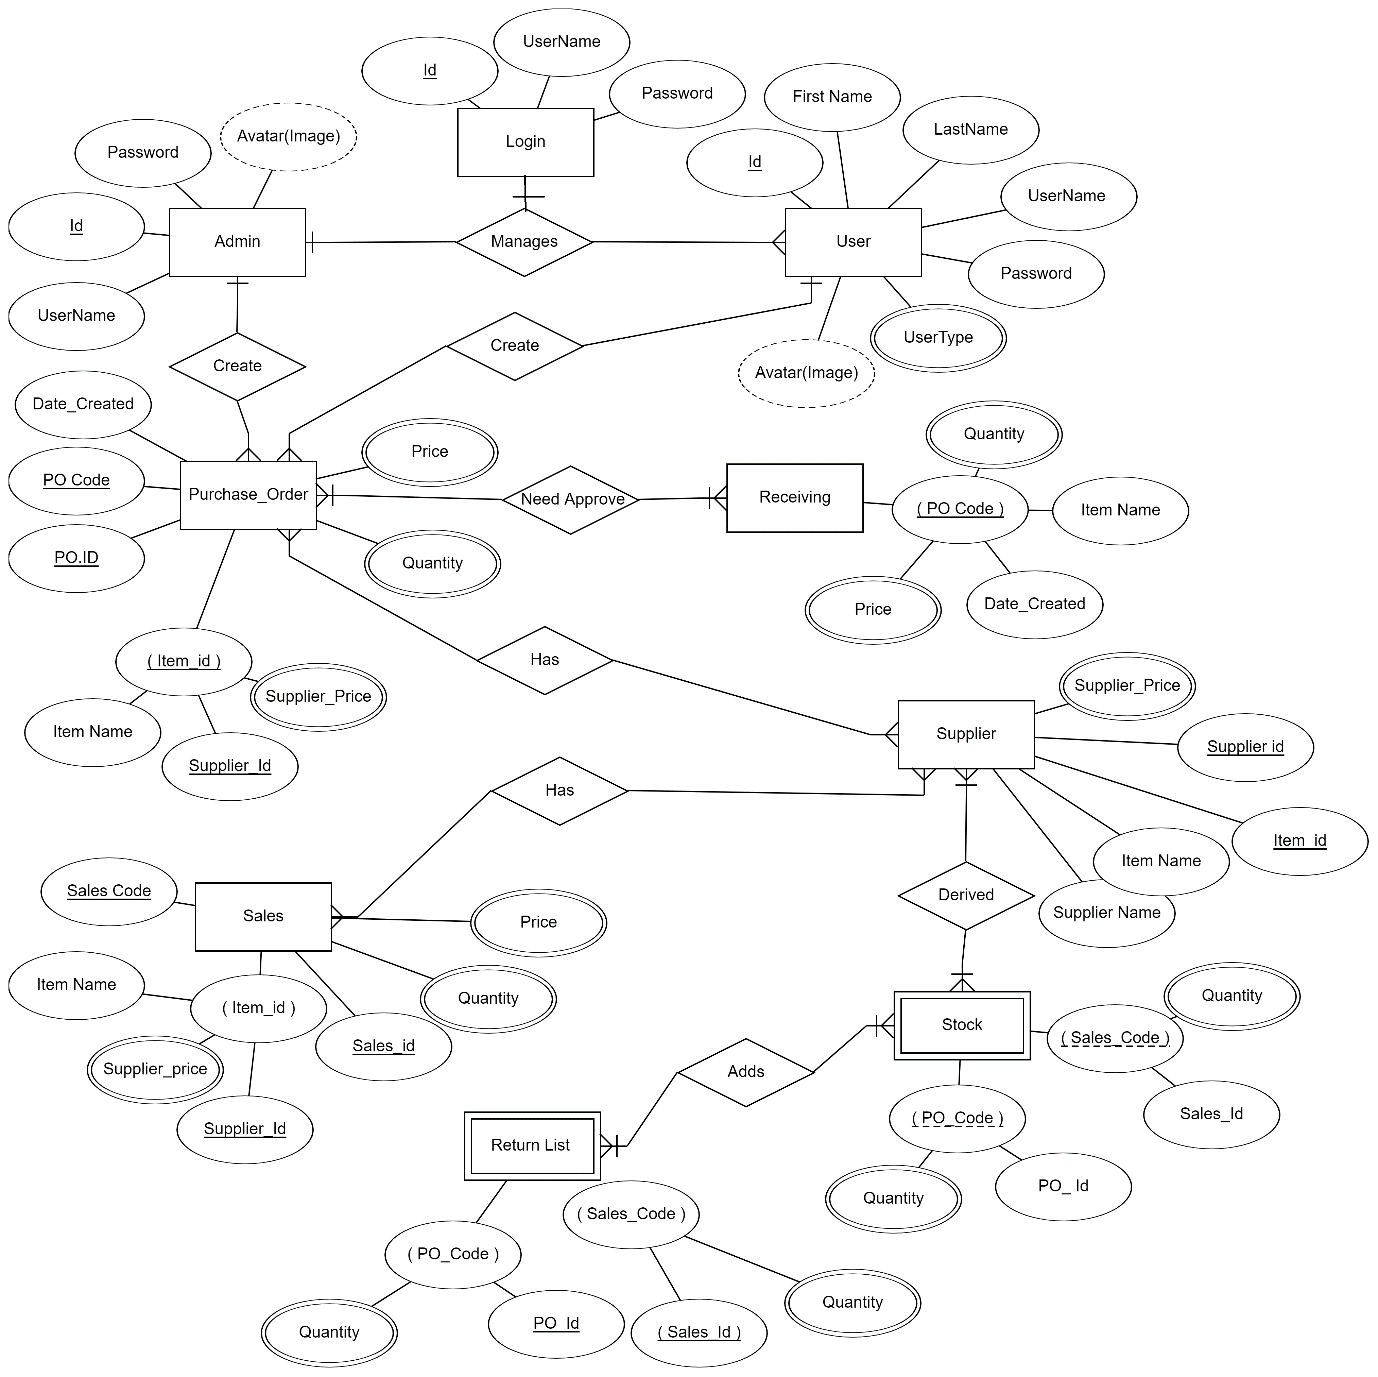 UserName
Id
Password
First Name
Avatar(Image)
LastName
Login
Password
Id
UserName
Id
Admin
Manages
User
Password
UserName
UserType
Create
Create
Avatar(Image)
Date_Created
Price
Quantity
PO Code
Purchase_Order
Need Approve
Receiving
( PO Code )
Item Name
PO.ID
Quantity
Price
Date_Created
( Item_id )
Has
Supplier_Price
Supplier_Price
Item Name
Supplier_Id
Supplier
Supplier id
Has
Item_id
Item Name
Sales Code
Derived
Supplier Name
Sales
Price
Item Name
Quantity
( Item_id )
Quantity
Stock
( Sales_Code )
Sales_id
Supplier_price
Adds
Sales_Id
( PO_Code )
Supplier_Id
Return List
PO_ Id
Quantity
( Sales_Code )
( PO_Code )
Quantity
Quantity
PO_Id
( Sales_Id )